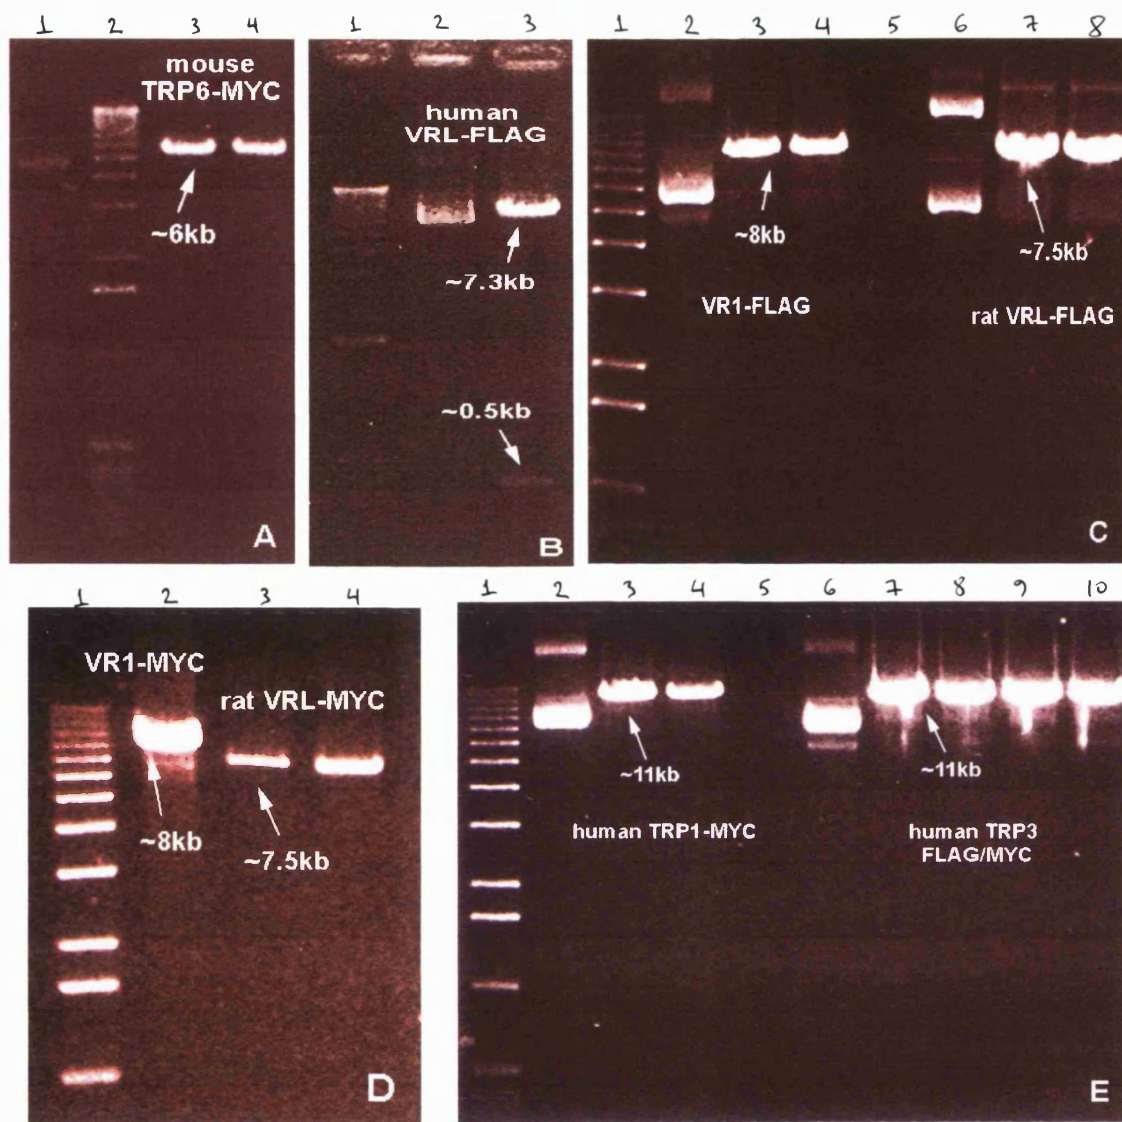 1 2 3 4
mouse
TRP6-MYC
~6kb
A
1 2 3
human
VRL-FLAG
~7.3kb
~0.5kb
B
1 2 3 4 5 6 7 8
~8kb
~7.5kb
VR1-FLAG
rat VRL-FLAG
C
1 2 3 4
VR1-MYC
rat VRL-MYC
~8kb
~7.5kb
D
1 2 3 4 5 6 7 8 9 10
~11kb
~11kb
human TRP1-MYC
human TRP3
FLAG/MYC
E